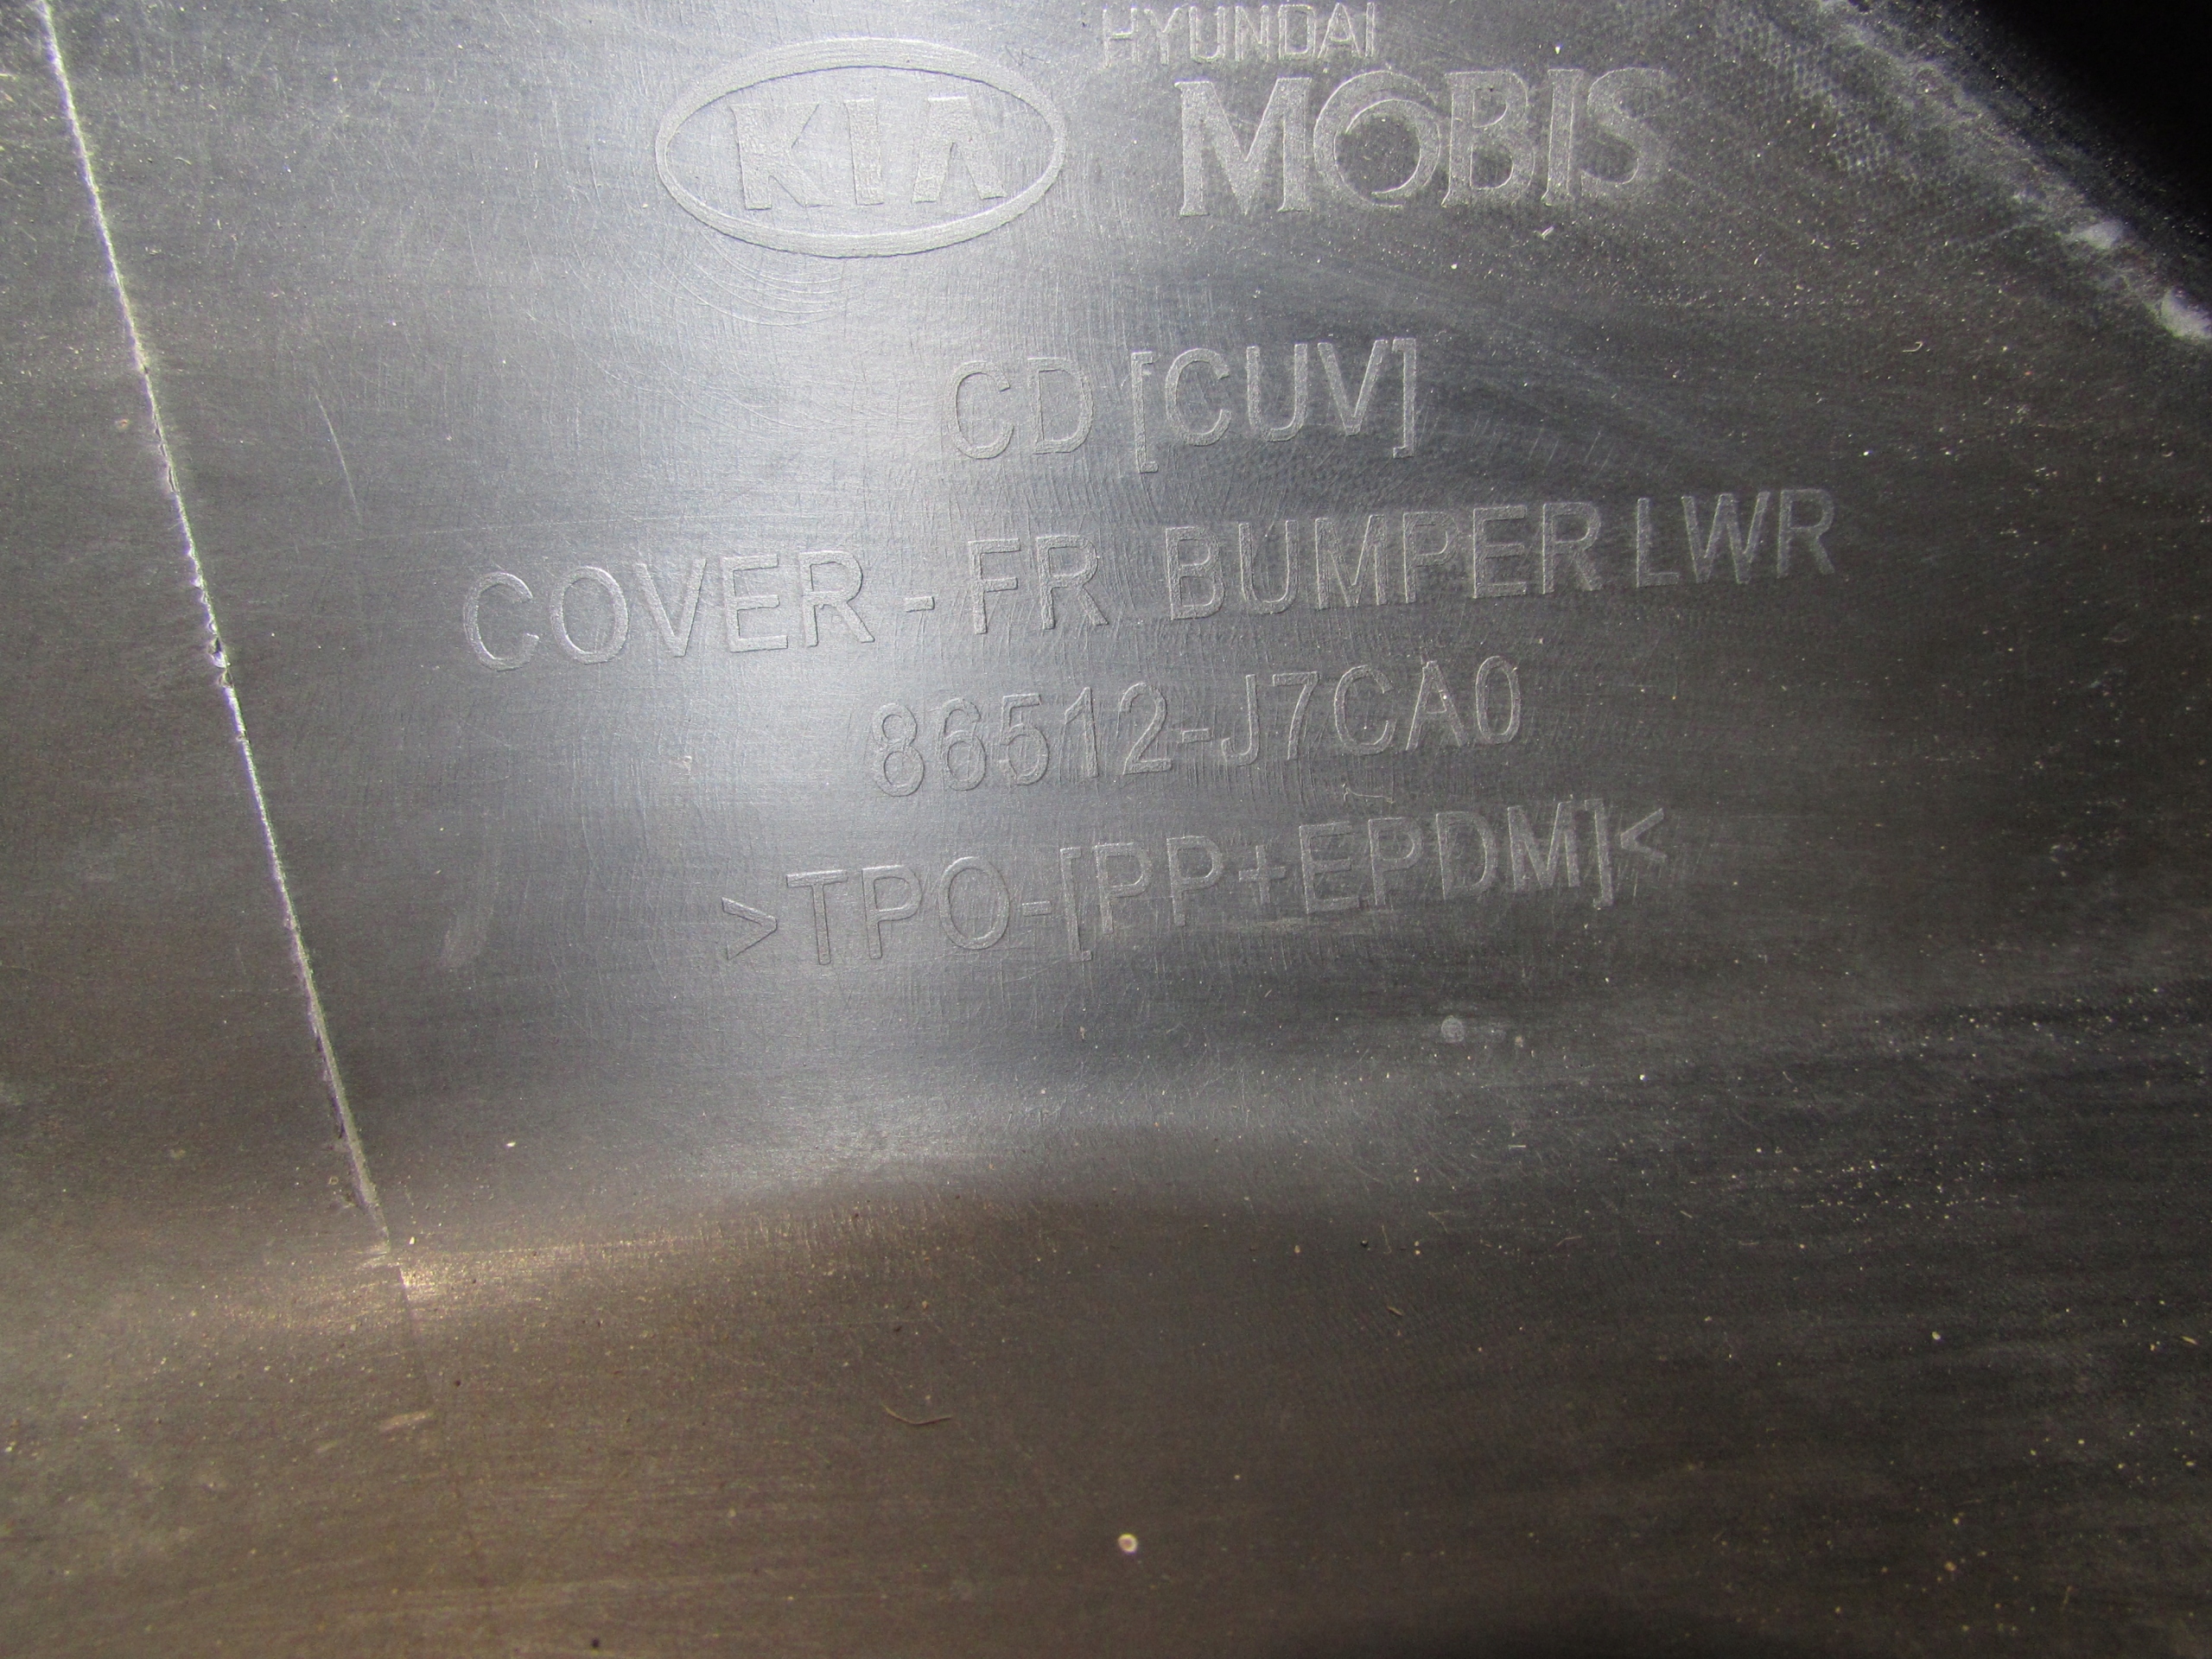 HYUNDAI
KIA MOBIS
CD [CUV]
COVER - FR BUMPER LWR
86512-J7CA0
>TPO-[PP+EPDM]<